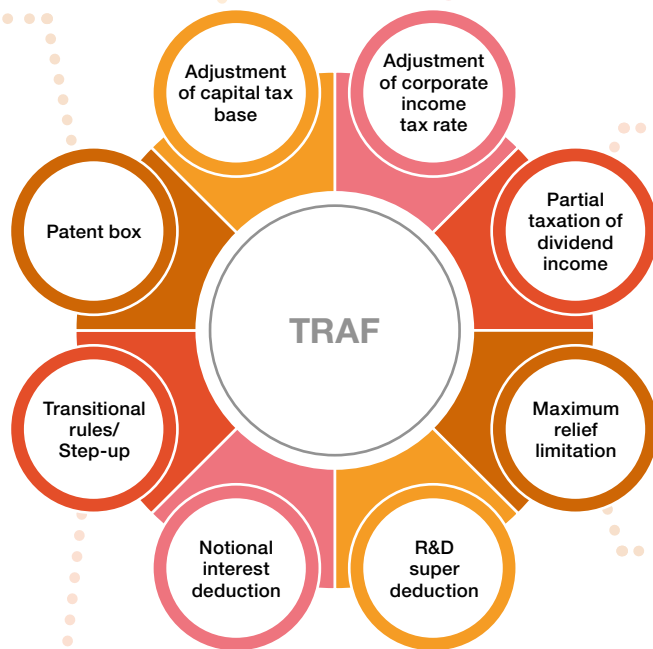 Adjustment
of capital tax
base
Adjustment
of corporate
income
tax rate
Patent box
Partial
taxation of
dividend
income
TRAF
Transitional
rules/
Step-up
Maximum
relief
limitation
Notional
interest
deduction
R&D
super
deduction